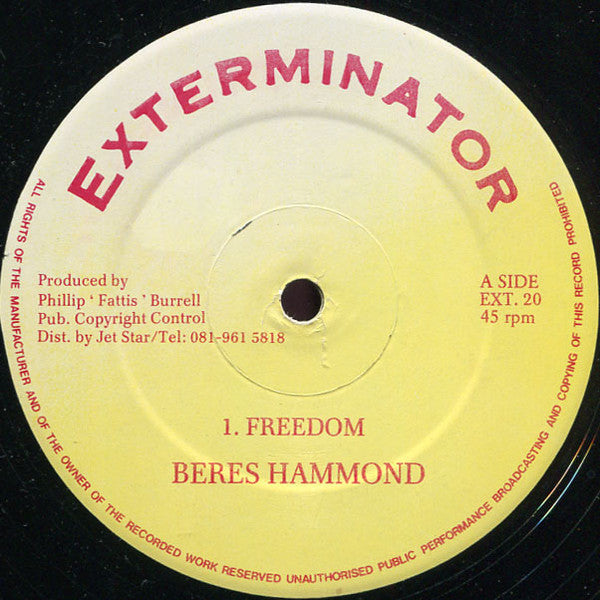 EXTERMINATOR
Produced by
Phillip ‘ Fattis ’ Burrell
Pub. Copyright Control
Dist. by Jet Star/Tel: 081-961 5818
A SIDE
EXT. 20
45 rpm
1. FREEDOM
BERES HAMMOND
ALL RIGHTS OF THE MANUFACTURER AND OF THE OWNER OF THE RECORDED WORK RESERVED UNAUTHORISED PUBLIC PERFORMANCE BROADCASTING AND COPYING OF THIS RECORD PROHIBITED